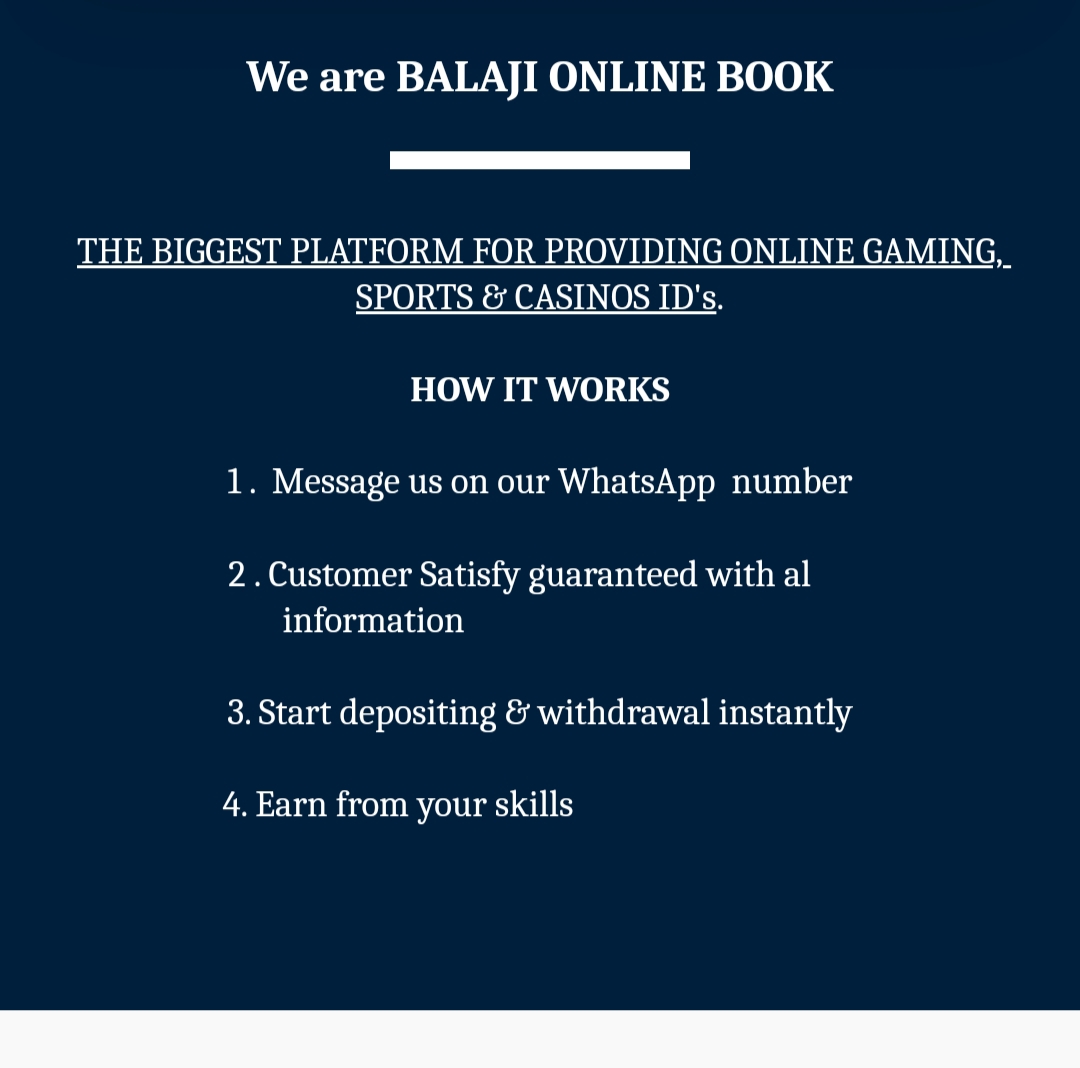 We are BALAJI ONLINE BOOK
THE BIGGEST PLATFORM FOR PROVIDING ONLINE GAMING,
SPORTS & CASINOS ID's.
HOW IT WORKS
1 .  Message us on our WhatsApp  number
2 . Customer Satisfy guaranteed with al
information
3. Start depositing & withdrawal instantly
4. Earn from your skills